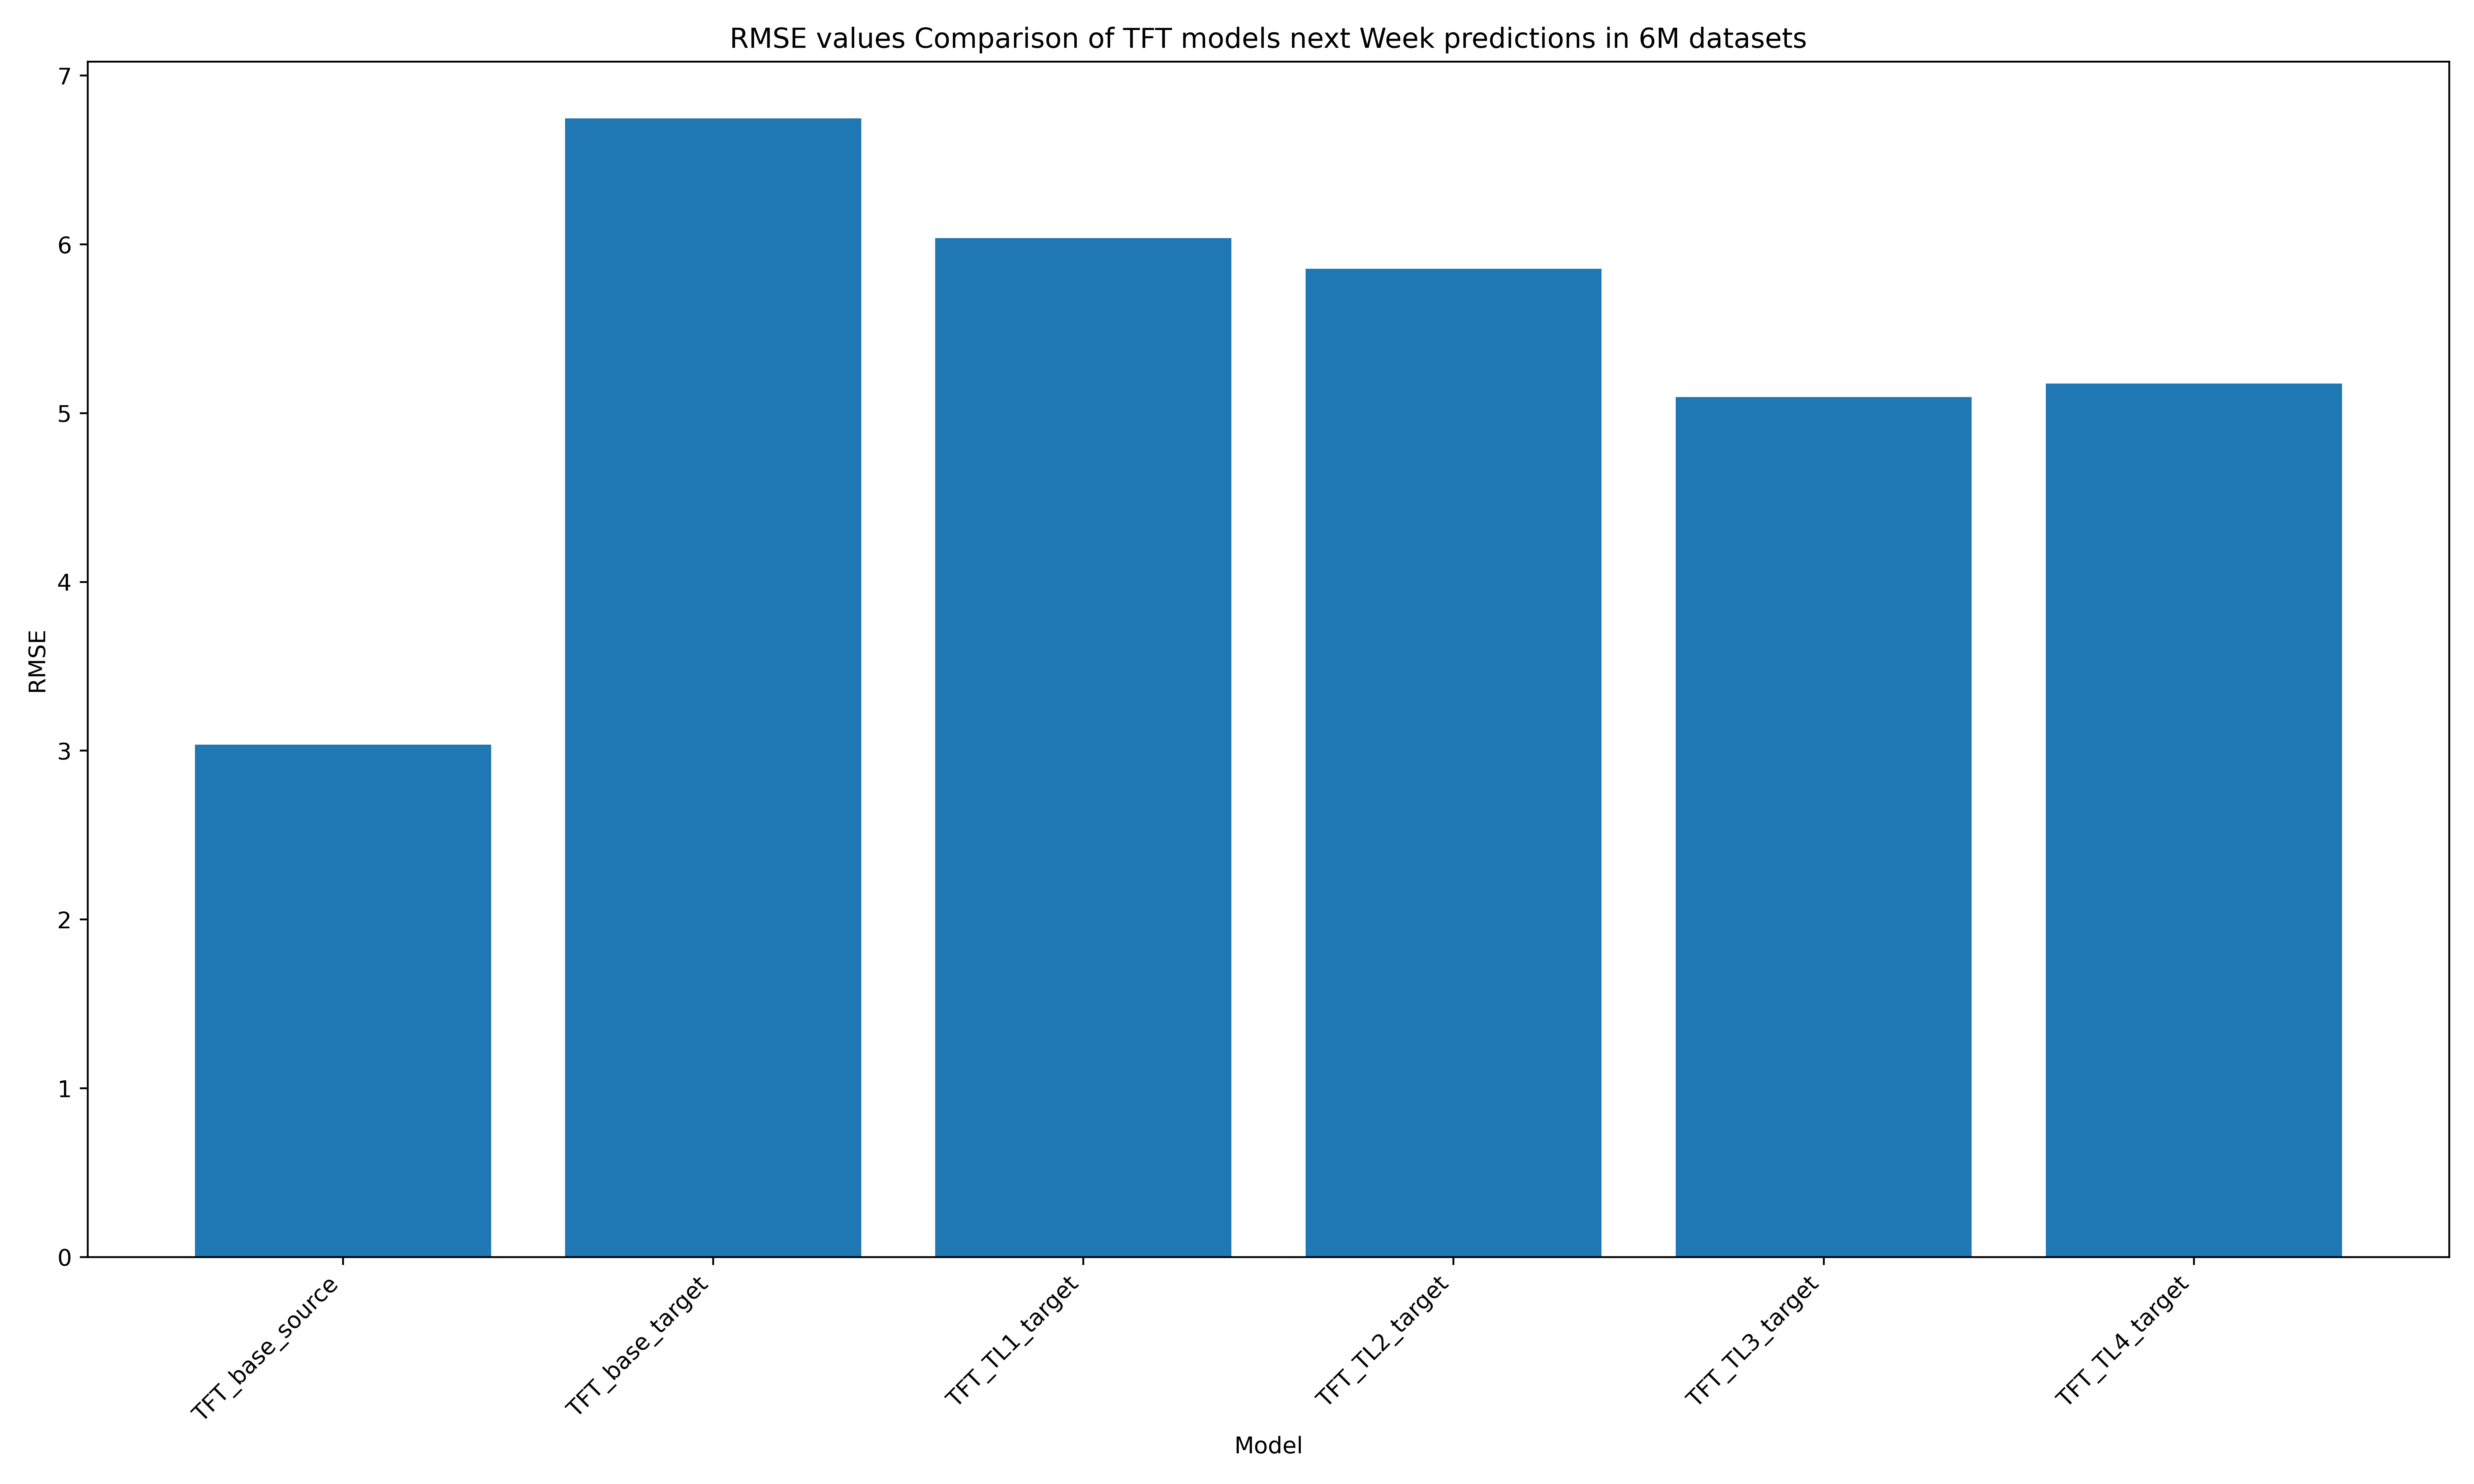 RMSE values Comparison of TFT models next Week predictions in 6M datasets
RMSE
7
6
5
4
3
2
1
0
TFT_base_source
TFT_base_target
TFT_TL1_target
TFT_TL2_target
TFT_TL3_target
TFT_TL4_target
Model